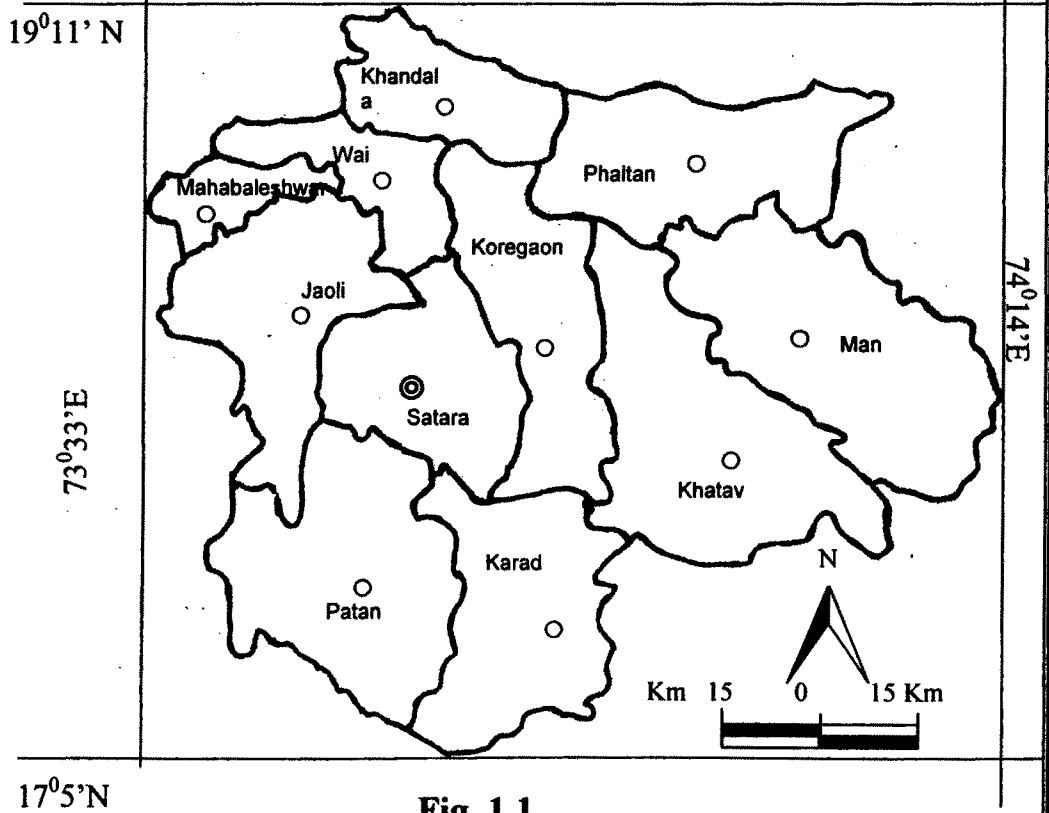 19⁰11' N
Khandal
a
Wai
Phaltan
Mahabaleshwar
Koregaon
Jaoli
74⁰14'E
Man
73⁰33'E
Satara
Khatav
Karad
N
Patan
Km 15 0 15 Km
17⁰5'N
Fig. 1.1